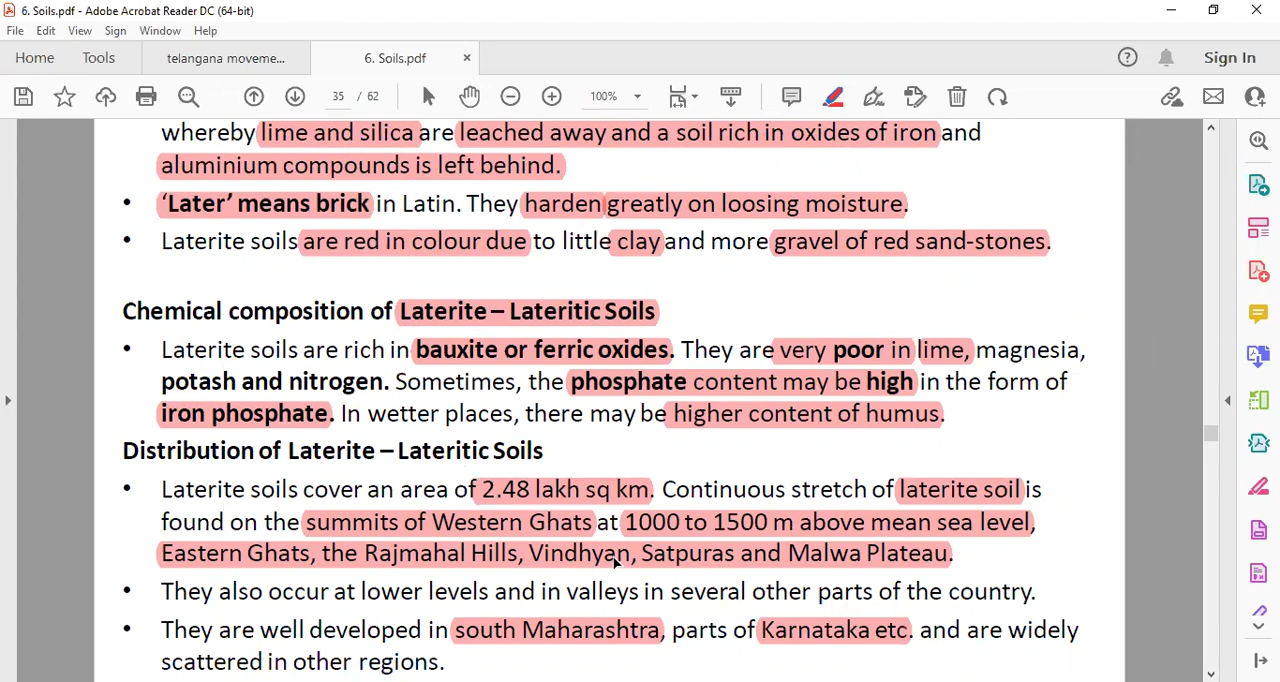 6. Soils.pdf - Adobe Acrobat Reader DC (64-bit)
File Edit View Sign Window Help
Home Tools telangana moveme... 6. Soils.pdf × Sign In
35 / 62 100%
whereby lime and silica are leached away and a soil rich in oxides of iron and
aluminium compounds is left behind.
• ‘Later’ means brick in Latin. They harden greatly on loosing moisture.
• Laterite soils are red in colour due to little clay and more gravel of red sand-stones.
Chemical composition of Laterite – Lateritic Soils
• Laterite soils are rich in bauxite or ferric oxides. They are very poor in lime, magnesia,
potash and nitrogen. Sometimes, the phosphate content may be high in the form of
iron phosphate. In wetter places, there may be higher content of humus.
Distribution of Laterite – Lateritic Soils
• Laterite soils cover an area of 2.48 lakh sq km. Continuous stretch of laterite soil is
found on the summits of Western Ghats at 1000 to 1500 m above mean sea level,
Eastern Ghats, the Rajmahal Hills, Vindhyan, Satpuras and Malwa Plateau.
• They also occur at lower levels and in valleys in several other parts of the country.
• They are well developed in south Maharashtra, parts of Karnataka etc. and are widely
scattered in other regions.